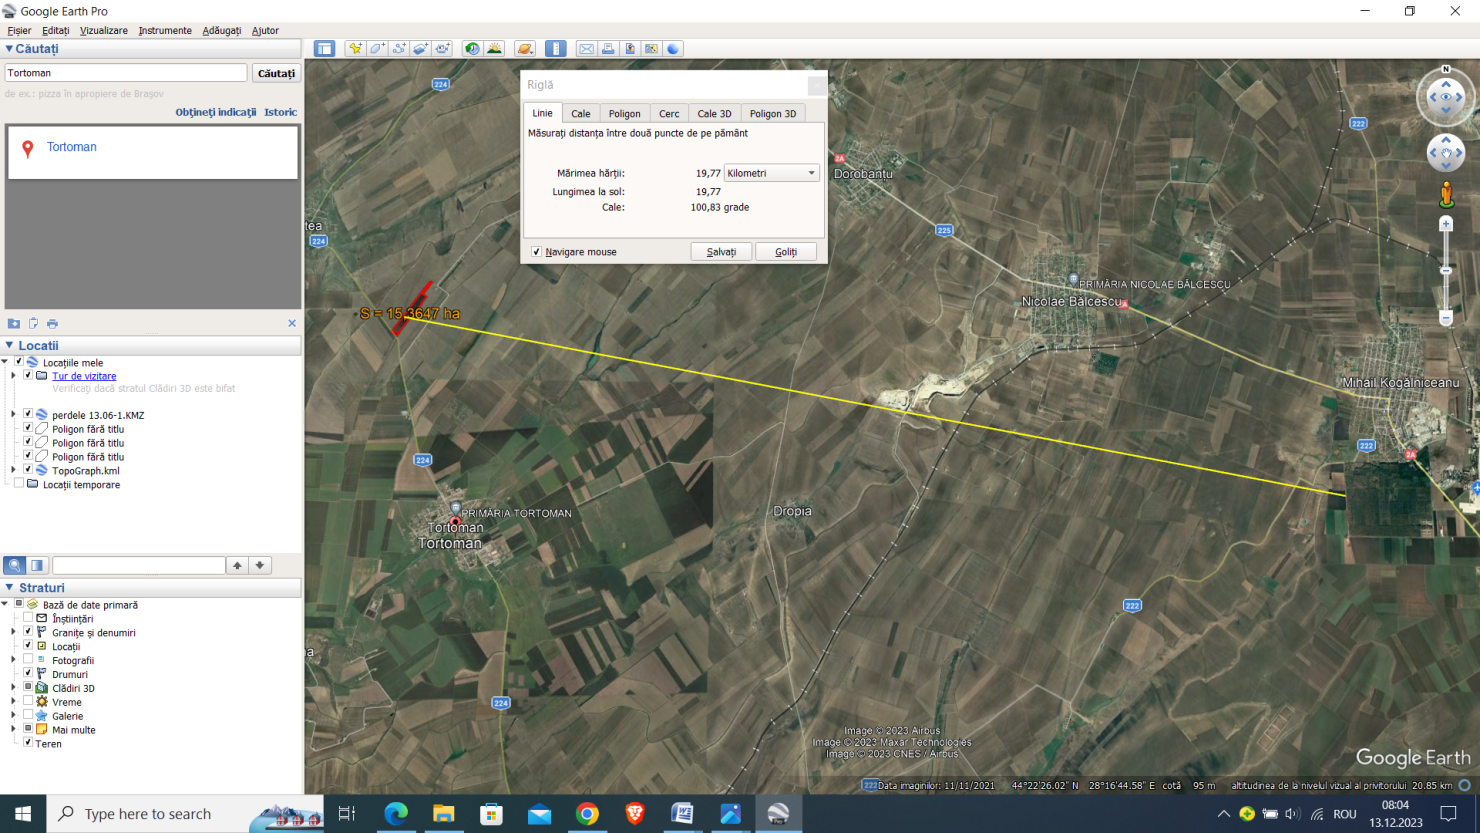 Google Earth Pro
Fișier Editați Vizualizare Instrumente Adăugați Ajutor
Căutați
Tortoman
Căutați
de ex.: pizza în apropiere de Brașov
Obțineți indicații Istoric
Tortoman
Locatii
Locațiile mele
Tur de vizitare
Verificați dacă stratul Clădiri 3D este bifat
perdele 13.06-1.KMZ
Poligon fără titlu
Poligon fără titlu
Poligon fără titlu
TopoGraph.kml
Locații temporare
Straturi
Bază de date primară
Înștiințări
Granițe și denumiri
Locații
Fotografii
Drumuri
Clădiri 3D
Vreme
Galerie
Mai multe
Teren
Riglă
Linie Cale Poligon Cerc Cale 3D Poligon 3D
Măsurați distanța între două puncte de pe pământ
Mărimea hărții: 19,77 Kilometri
Lungimea la sol: 19,77
Cale: 100,83 grade
Navigare mouse Salvați Goliți
224
222
2A
Dorobanțu
tea
224
225
N
PRIMĂRIA NICOLAE BĂLCESCU
Nicolae Bălcescu
S = 15.3647 ha
Mihail Kogălniceanu
222
2A
224
PRIMĂRIA TORTOMAN
Tortoman
Tortoman
Dropia
222
a
224
Image © 2023 Airbus
Image © 2023 Maxar Technologies
Image © 2023 CNES / Airbus
Google Earth
222
Data imaginilor: 11/11/2021 44°22'26.02" N 28°16'44.58" E cotă 95 m altitudinea de la nivelul vizual al privitorului 20.85 km
Type here to search
ROU
08:04
13.12.2023